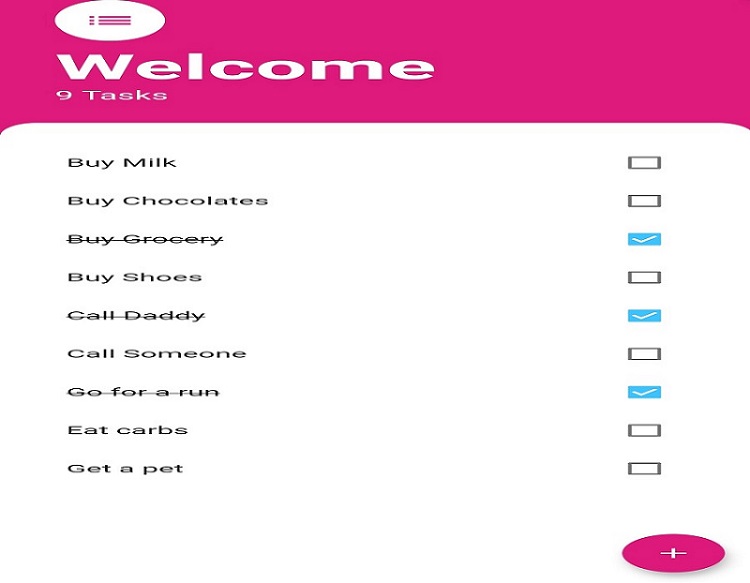 Welcome
9 Tasks
Buy Milk
Buy Chocolates
Buy Grocery
Buy Shoes
Call Daddy
Call Someone
Go for a run
Eat carbs
Get a pet